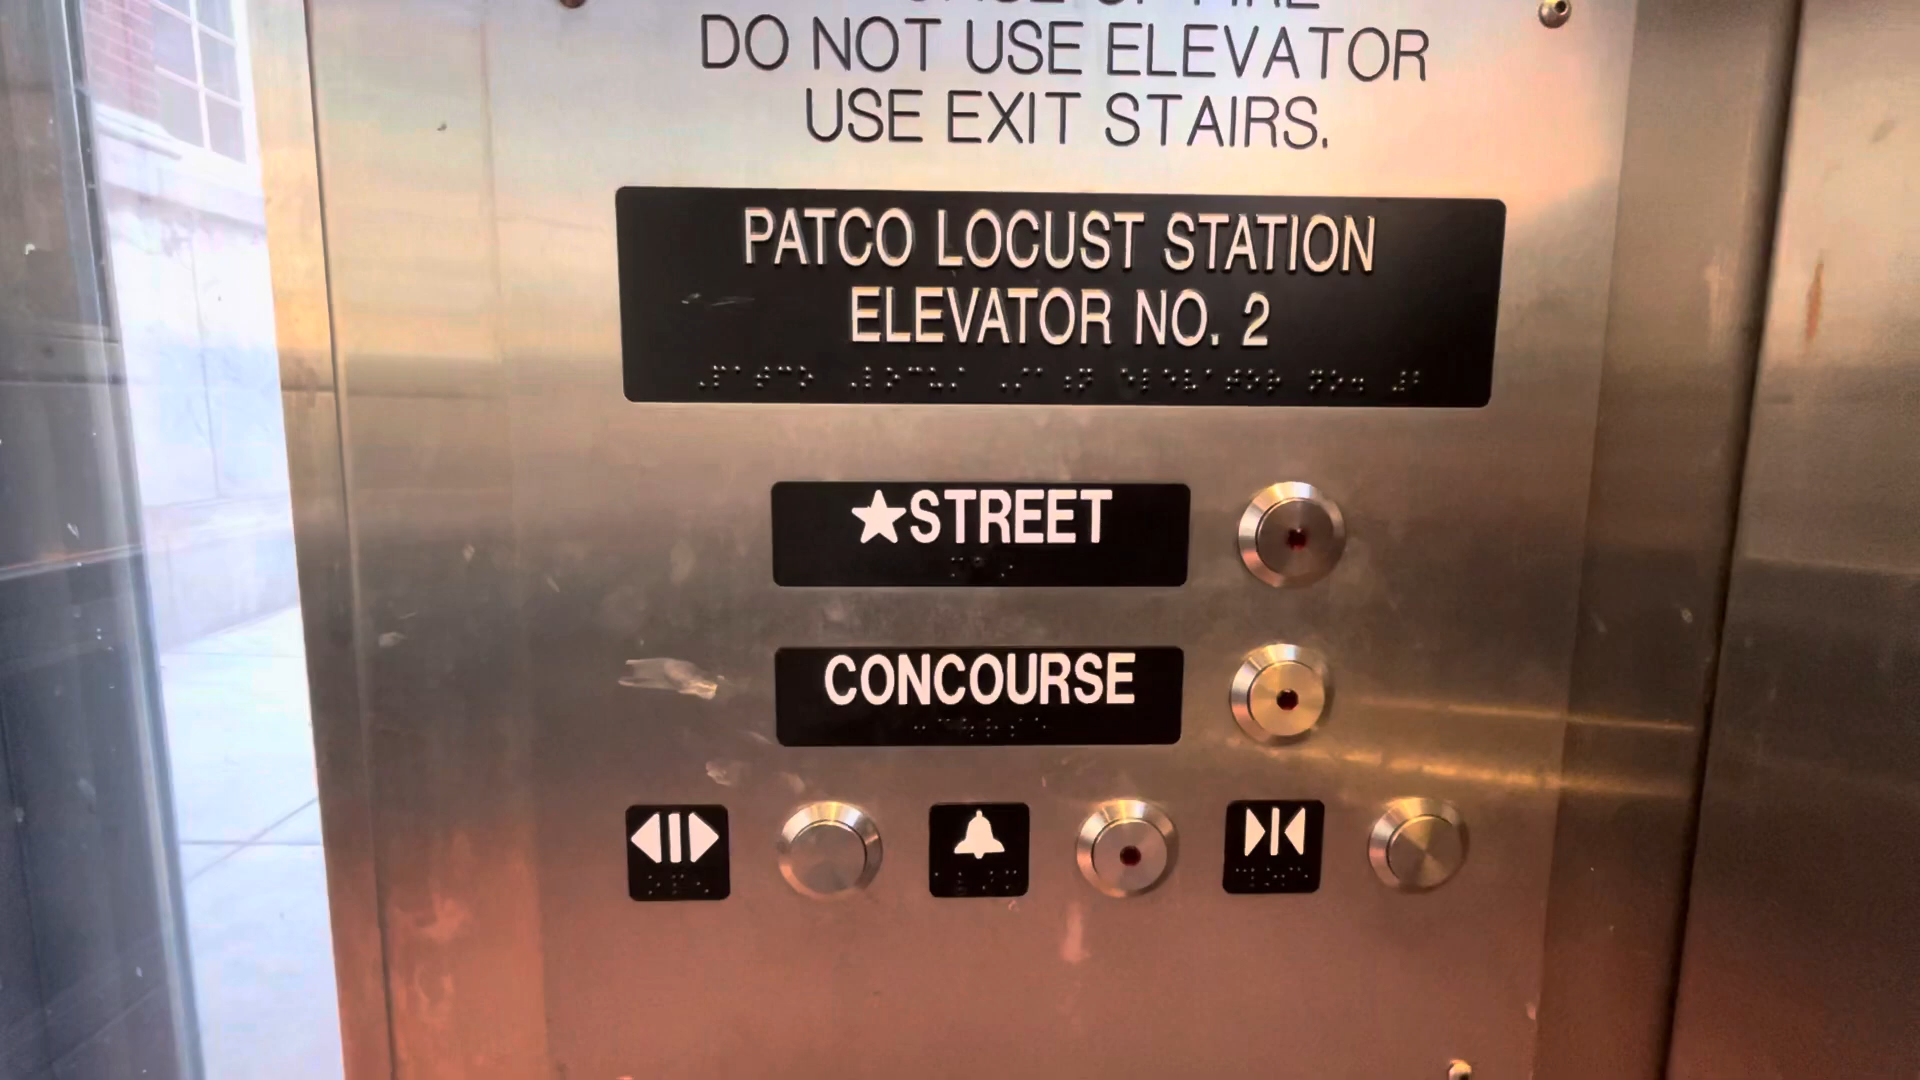 DO NOT USE ELEVATOR
USE EXIT STAIRS.
PATCO LOCUST STATION
ELEVATOR NO. 2
★STREET
CONCOURSE